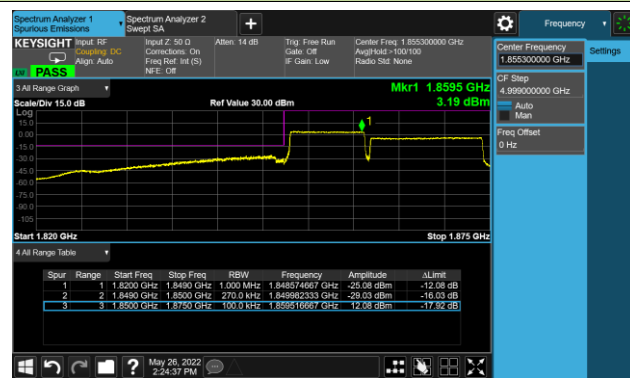 Spectrum Analyzer 1
Spurious Emissions
Spectrum Analyzer 2
Swept SA
Frequency
KEYSIGHT
Input: RF
Coupling: DC
Align: Auto
Input Z: 50 Ω
Corrections: On
Freq Ref: Int (S)
NFE: Off
Atten: 14 dB
Trig: Free Run
Gate: Off
IF Gain: Low
Center Freq: 1.855300000 GHz
Avg|Hold:>100/100
Radio Std: None
PASS
Center Frequency
1.855300000 GHz
Settings
CF Step
4.999000000 GHz
Auto
Man
Freq Offset
0 Hz
3 All Range Graph
Mkr1 1.8595 GHz
Scale/Div 15.0 dB
Ref Value 30.00 dBm
3.19 dBm
Log
15.0
0.00
-15.0
-30.0
-45.0
-60.0
-75.0
-90.0
-105
1
Start 1.820 GHz
Stop 1.875 GHz
4 All Range Table
Spur Range Start Freq Stop Freq RBW Frequency Amplitude ΔLimit
1 1 1.8200 GHz 1.8490 GHz 1.000 MHz 1.848574667 GHz -25.08 dBm -12.08 dB
2 2 1.8490 GHz 1.8500 GHz 270.0 kHz 1.849982333 GHz -29.03 dBm -16.03 dB
3 3 1.8500 GHz 1.8750 GHz 100.0 kHz 1.859516667 GHz 12.08 dBm -17.92 dB
May 26, 2022
2:24:37 PM